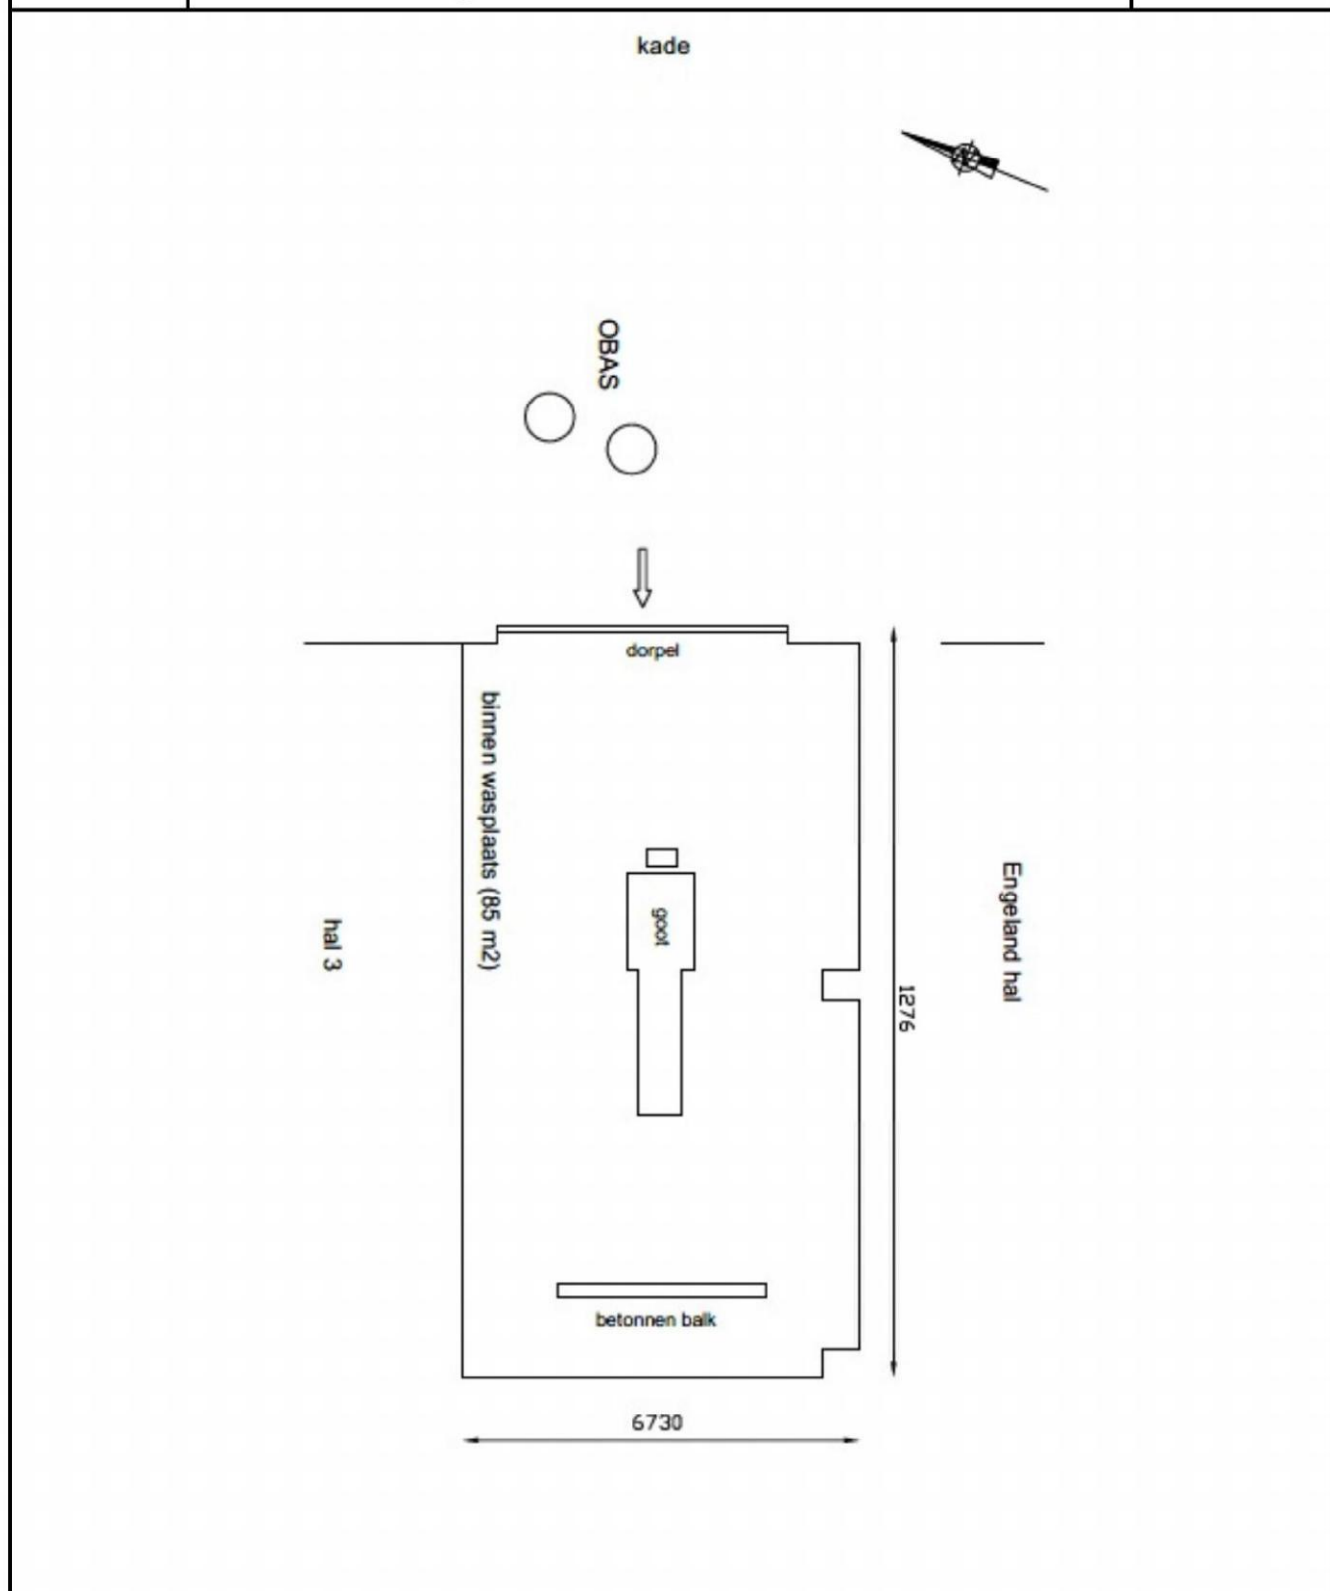 kade
OBAS
dorpel
binnen wasplaats (85 m2)
goot
hal 3
Engeland hal
1276
betonnen balk
6730